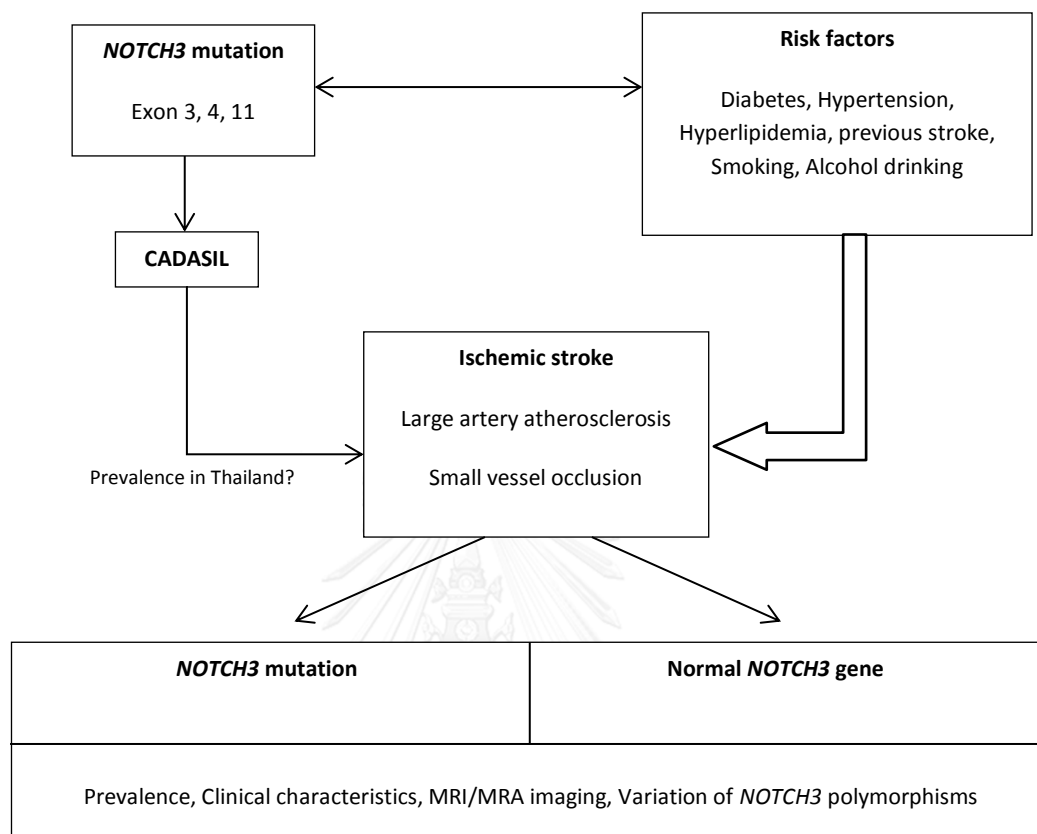 NOTCH3 mutation
Exon 3, 4, 11
Risk factors
Diabetes, Hypertension,
Hyperlipidemia, previous stroke,
Smoking, Alcohol drinking
CADASIL
Ischemic stroke
Large artery atherosclerosis
Small vessel occlusion
Prevalence in Thailand?
NOTCH3 mutation
Normal NOTCH3 gene
Prevalence, Clinical characteristics, MRI/MRA imaging, Variation of NOTCH3 polymorphisms